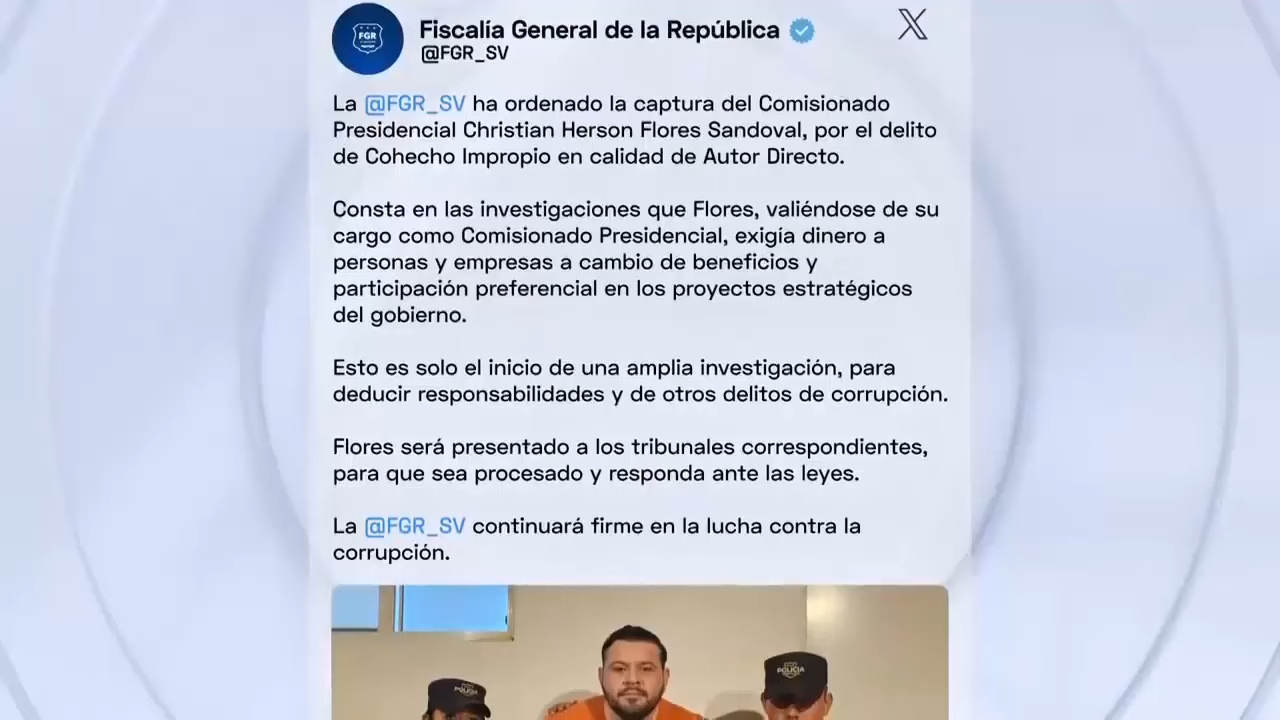 FGR
Fiscalía General de la República
@FGR_SV
La @FGR_SV ha ordenado la captura del Comisionado
Presidencial Christian Herson Flores Sandoval, por el delito
de Cohecho Impropio en calidad de Autor Directo.
Consta en las investigaciones que Flores, valiéndose de su
cargo como Comisionado Presidencial, exigía dinero a
personas y empresas a cambio de beneficios y
participación preferencial en los proyectos estratégicos
del gobierno.
Esto es solo el inicio de una amplia investigación, para
deducir responsabilidades y de otros delitos de corrupción.
Flores será presentado a los tribunales correspondientes,
para que sea procesado y responda ante las leyes.
La @FGR_SV continuará firme en la lucha contra la
corrupción.
POLICIA
POLICIA